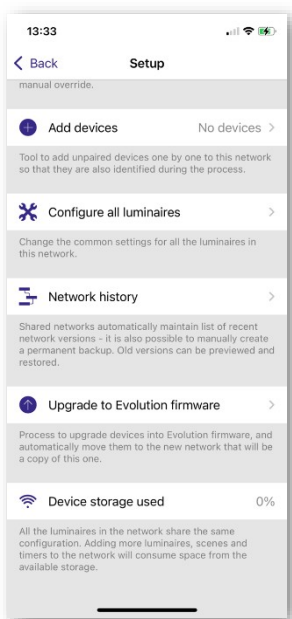 13:33
Back
Setup
manual override.
Add devices
No devices
Tool to add unpaired devices one by one to this network
so that they are also identified during the process.
Configure all luminaires
Change the common settings for all the luminaires in
this network.
Network history
Shared networks automatically maintain list of recent
network versions - it is also possible to manually create
a permanent backup. Old versions can be previewed and
restored.
Upgrade to Evolution firmware
Process to upgrade devices into Evolution firmware, and
automatically move them to the new network that will be
a copy of this one.
Device storage used
0%
All the luminaires in the network share the same
configuration. Adding more luminaires, scenes and
timers to the network will consume space from the
available storage.